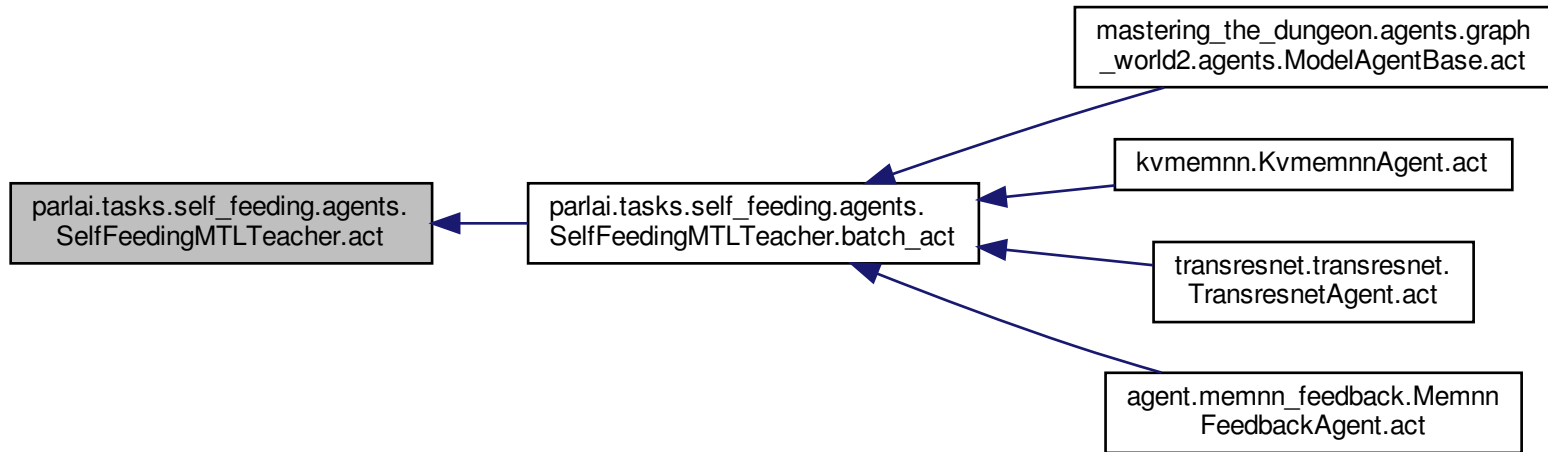 parlai.tasks.self_feeding.agents.
SelfFeedingMTLTeacher.act
parlai.tasks.self_feeding.agents.
SelfFeedingMTLTeacher.batch_act
mastering_the_dungeon.agents.graph
_world2.agents.ModelAgentBase.act
kvmemnn.KvmemnnAgent.act
transresnet.transresnet.
TransresnetAgent.act
agent.memnn_feedback.Memnn
FeedbackAgent.act